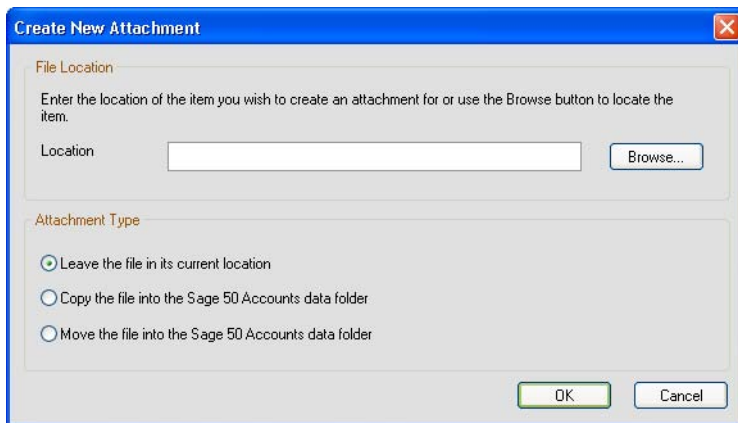 Create New Attachment
File Location
Enter the location of the item you wish to create an attachment for or use the Browse button to locate the
item.
Location
Browse...
Attachment Type
Leave the file in its current location
Copy the file into the Sage 50 Accounts data folder
Move the file into the Sage 50 Accounts data folder
OK
Cancel